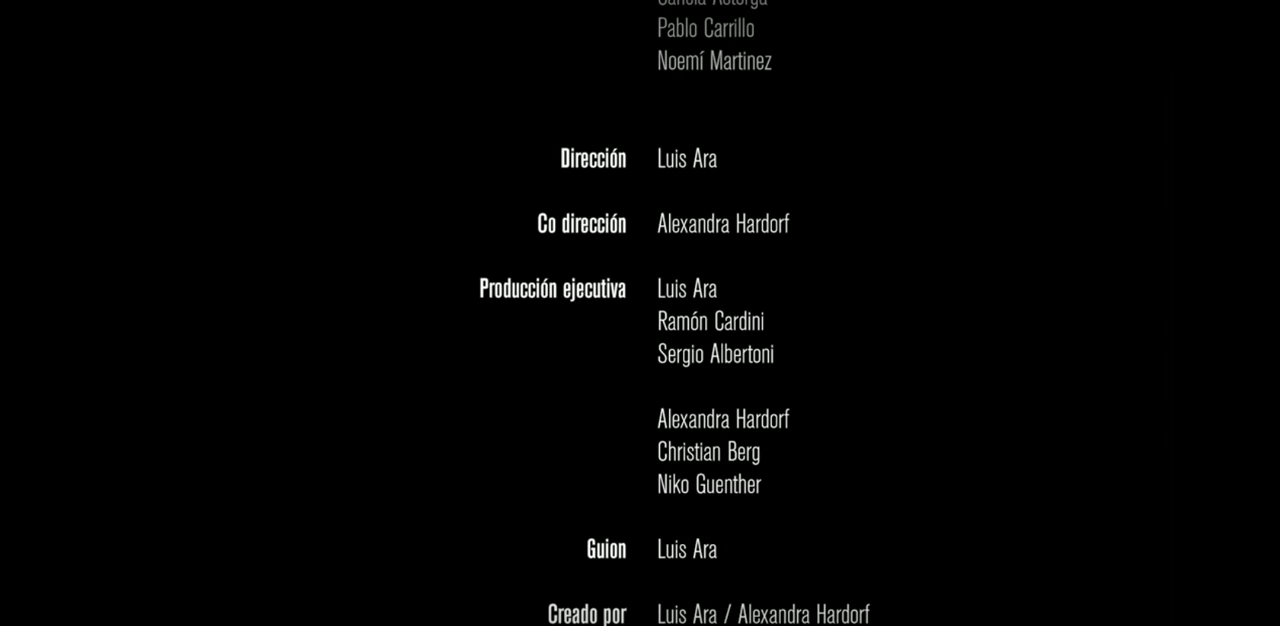 Pablo Carrillo
Noemí Martinez
Dirección Luis Ara
Co dirección Alexandra Hardorf
Producción ejecutiva Luis Ara
Ramón Cardini
Sergio Albertoni
Alexandra Hardorf
Christian Berg
Niko Guenther
Guion Luis Ara
Creado por Luis Ara / Alexandra Hardorf